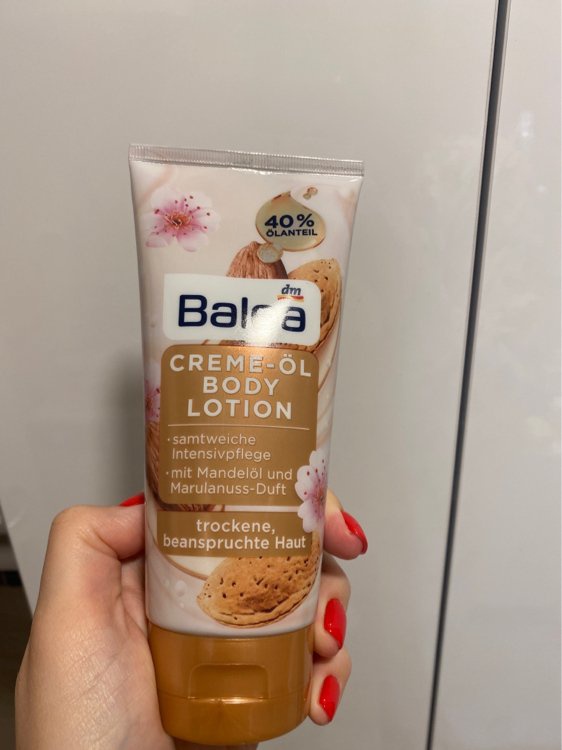 40%
ÖLANTEIL
dm
Balea
CREME-ÖL
BODY
LOTION
• samtweiche
Intensivpflege
• mit Mandelöl und
Marulanuss-Duft
trockene,
beanspruchte Haut